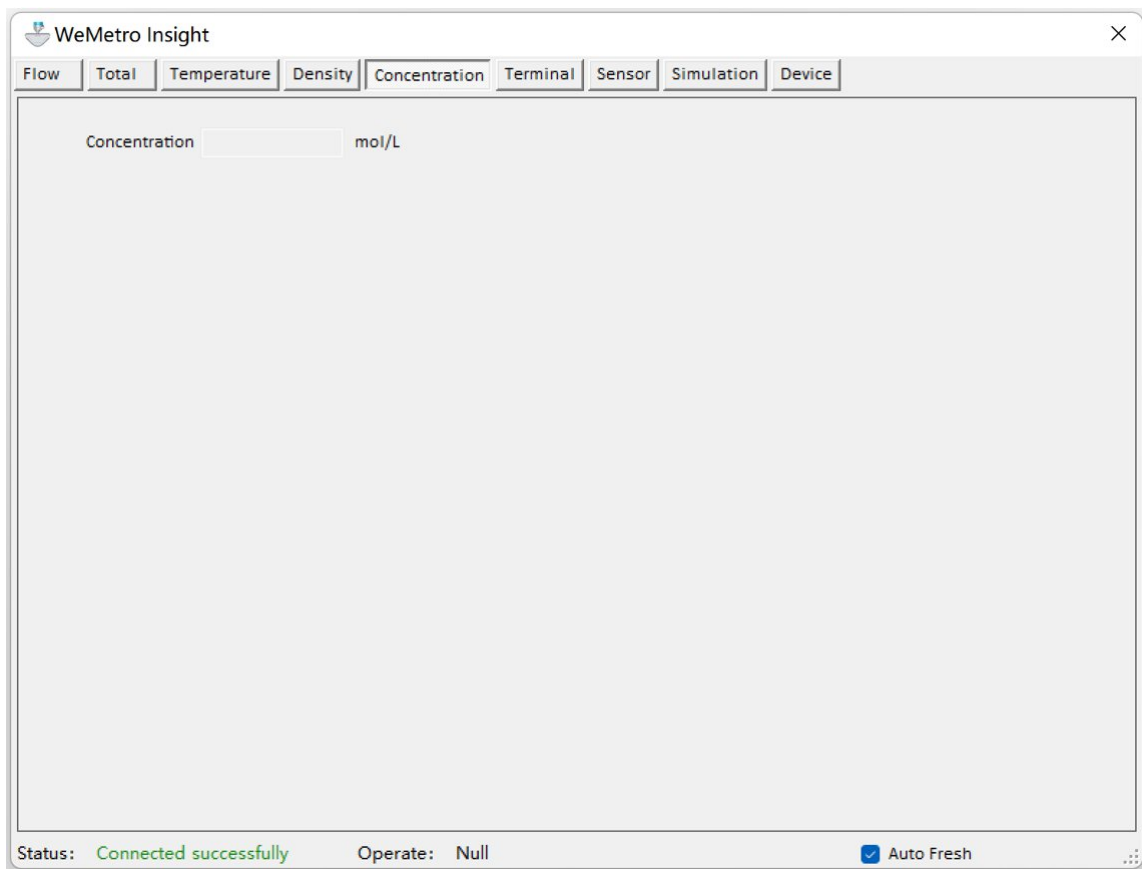 WeMetro Insight
Flow Total Temperature Density Concentration Terminal Sensor Simulation Device
Concentration mol/L
Status: Connected successfully Operate: Null Auto Fresh